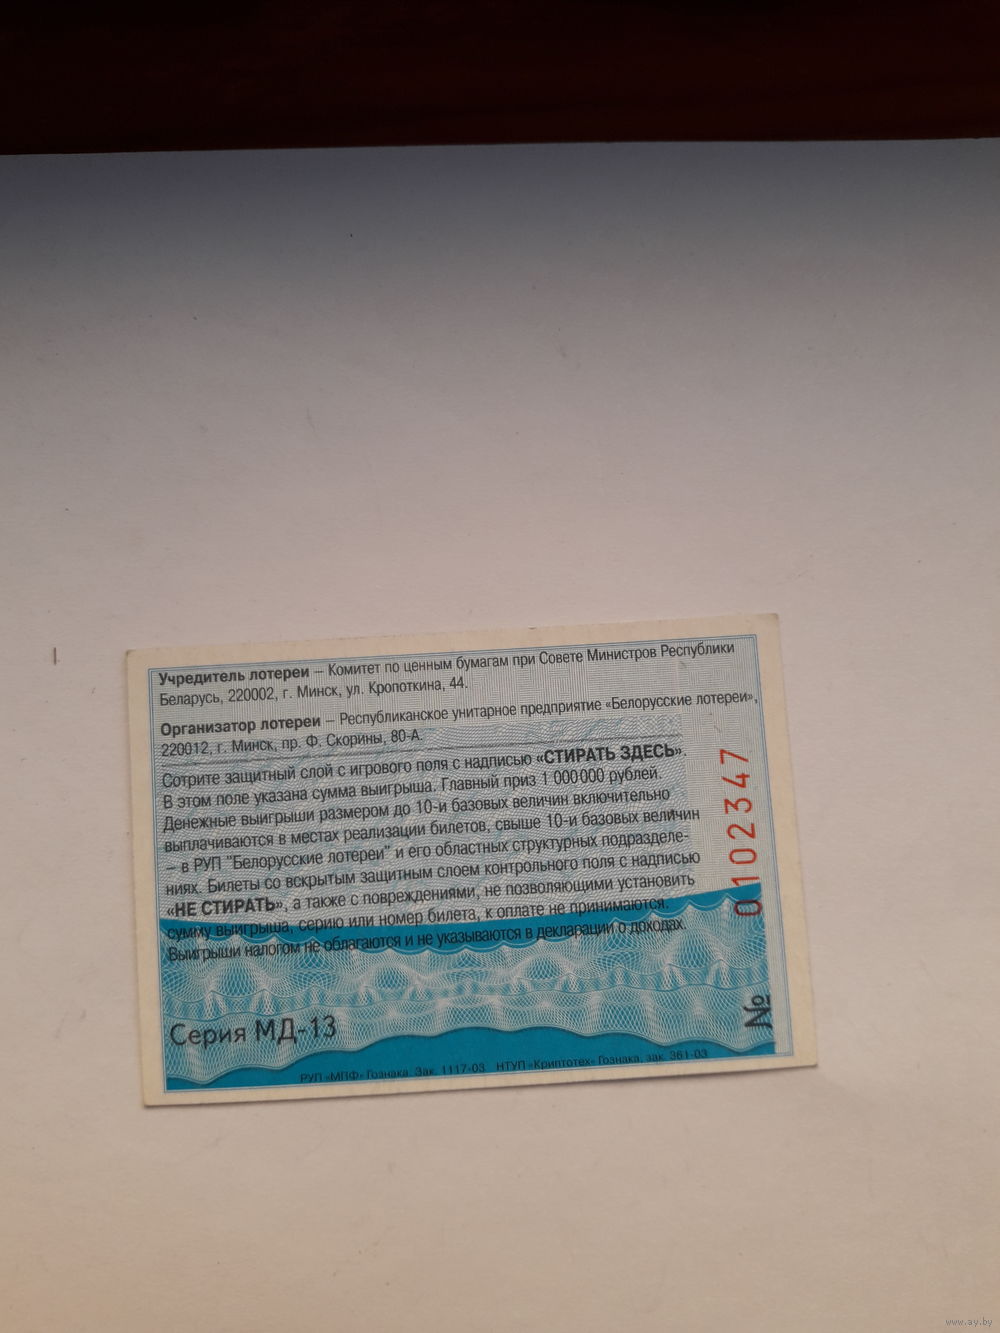 Учредитель лотереи – Комитет по ценным бумагам при Совете Министров Республики
Беларусь, 220002, г. Минск, ул. Кропоткина, 44.
Организатор лотереи – Республиканское унитарное предприятие «Белорусские лотереи»,
220012, г. Минск, пр. Ф. Скорины, 80-А.
Сотрите защитный слой с игрового поля с надписью «СТИРАТЬ ЗДЕСЬ».
В этом поле указана сумма выигрыша. Главный приз 1 000 000 рублей.
Денежные выигрыши размером до 10-и базовых величин включительно
выплачиваются в местах реализации билетов, свыше 10-и базовых величин
– в РУП "Белорусские лотереи" и его областных структурных подразделе-
ниях. Билеты со вскрытым защитным слоем контрольного поля с надписью
«НЕ СТИРАТЬ», а также с повреждениями, не позволяющими установить
сумму выигрыша, серию или номер билета, к оплате не принимаются.
Выигрыши налогом не облагаются и не указываются в декларации о доходах.
Серия МД-13
№ 0102347
РУП «МПФ» Гознака. Зак. 1117-03. НТУП «Криптотех» Гознака, зак. 361-03.
www.ay.by